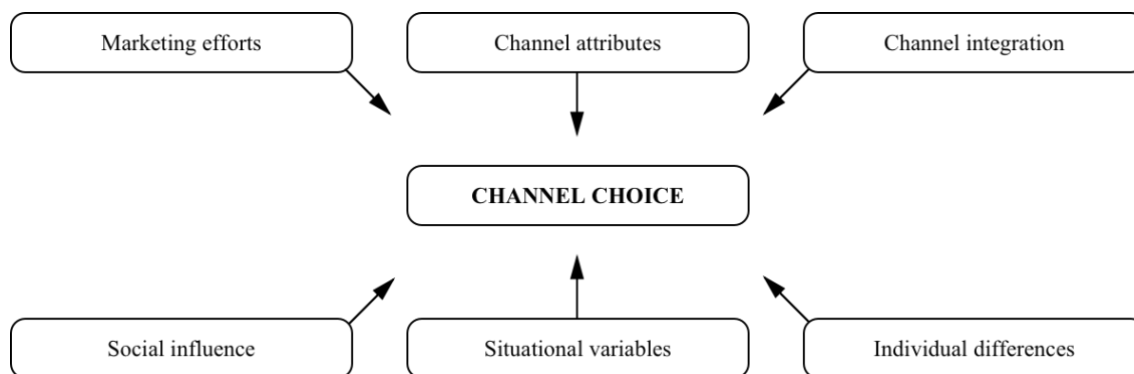 Marketing efforts
Channel attributes
Channel integration
CHANNEL CHOICE
Social influence
Situational variables
Individual differences